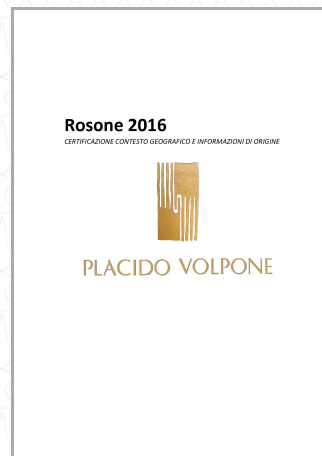 Rosone 2016
CERTIFICAZIONE CONTESTO GEOGRAFICO E INFORMAZIONI DI ORIGINE
PLACIDO VOLPONE